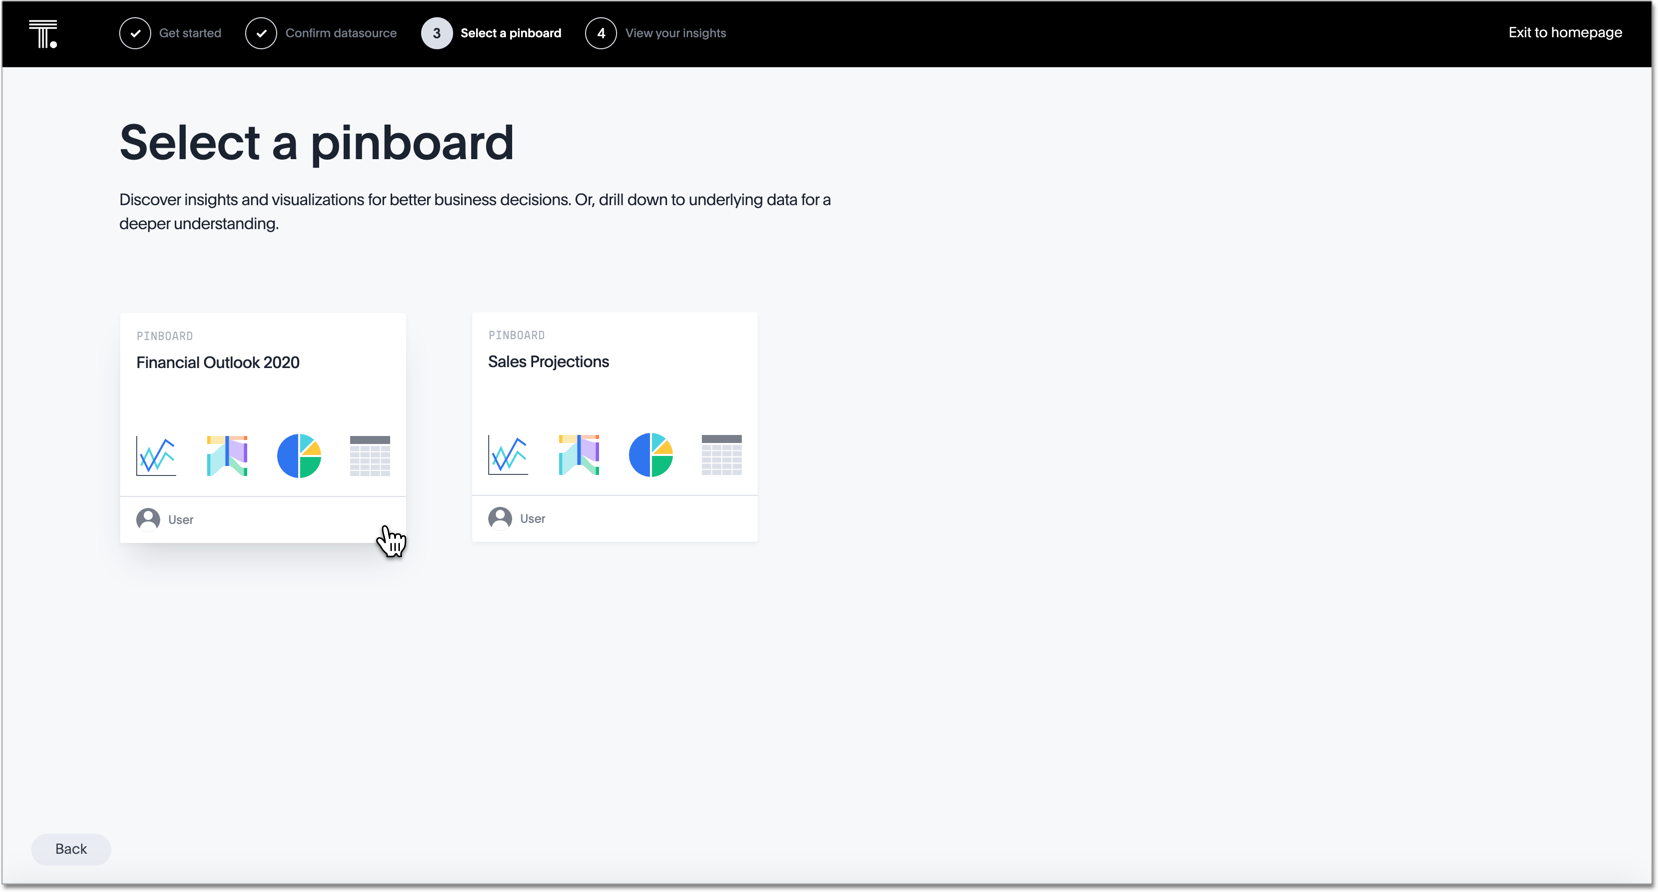 Get started
Confirm datasource
3 Select a pinboard
4 View your insights
Exit to homepage
Select a pinboard
Discover insights and visualizations for better business decisions. Or, drill down to underlying data for a
deeper understanding.
PINBOARD
Financial Outlook 2020
User
PINBOARD
Sales Projections
User
Back